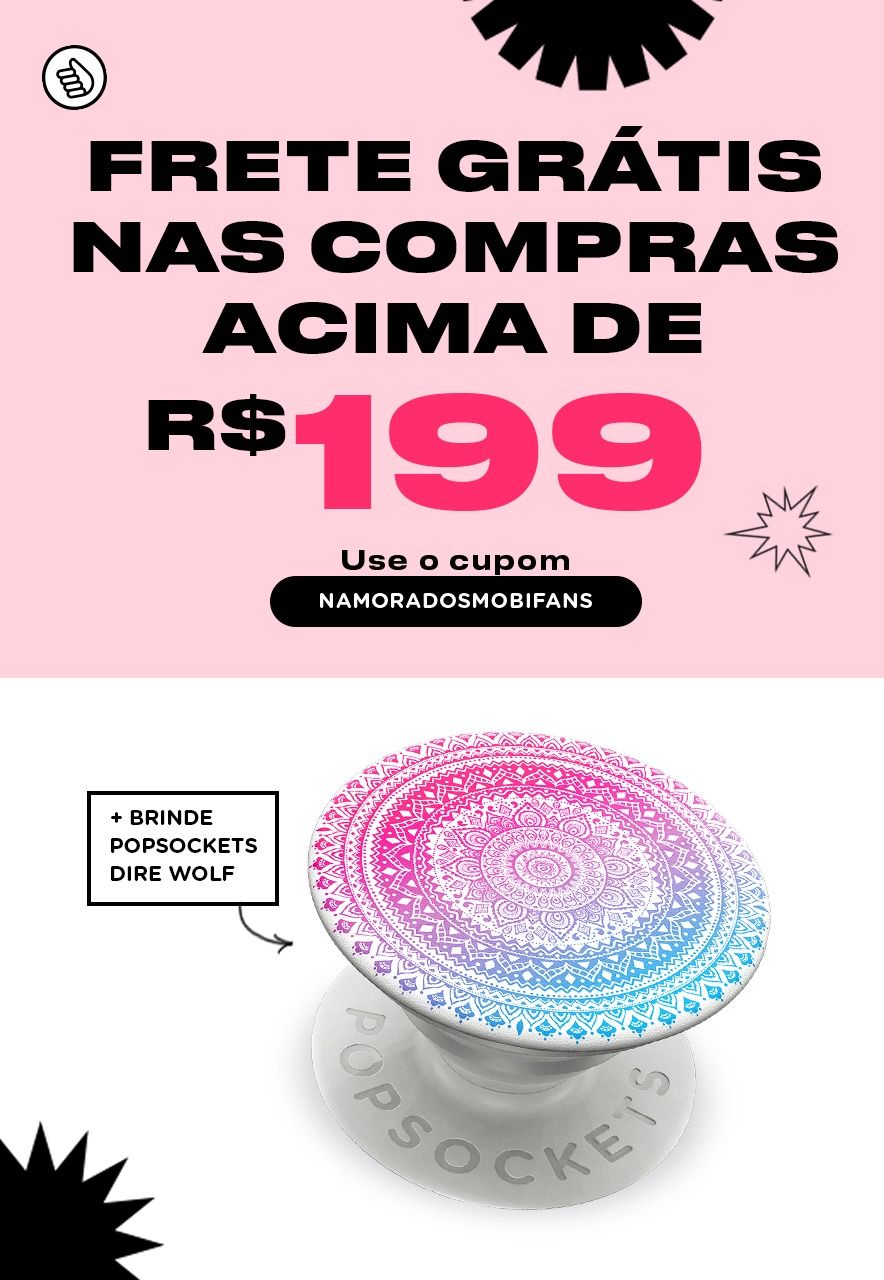 FRETE GRÁTIS
NAS COMPRAS
ACIMA DE
R$199
Use o cupom
NAMORADOSMOBIFANS
+ BRINDE
POPSOCKETS
DIRE WOLF
POPSOCKETS